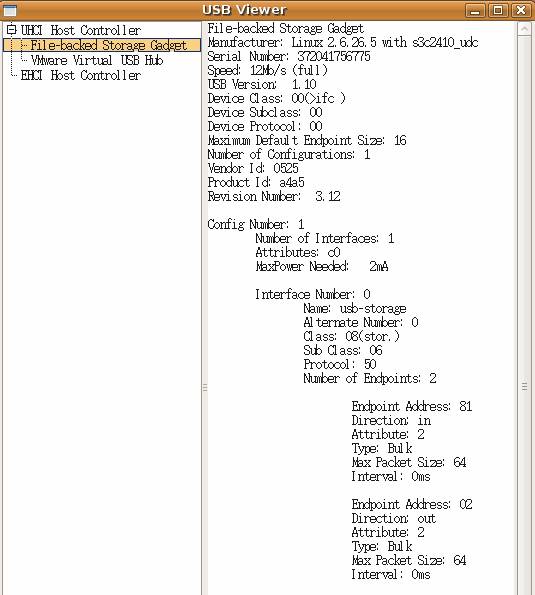 USB Viewer
UHCI Host Controller
File-backed Storage Gadget
VMware Virtual USB Hub
EHCI Host Controller
File-backed Storage Gadget
Manufacturer: Linux 2.6.26.5 with s3c2410_udc
Serial Number: 372041756775
Speed: 12Mb/s (full)
USB Version:  1.10
Device Class: 00(>ifc )
Device Subclass: 00
Device Protocol: 00
Maximum Default Endpoint Size: 16
Number of Configurations: 1
Vendor Id: 0525
Product Id: a4a5
Revision Number:  3.12
Config Number: 1
Number of Interfaces: 1
Attributes: c0
MaxPower Needed:   2mA
Interface Number: 0
Name: usb-storage
Alternate Number: 0
Class: 08(stor.)
Sub Class: 06
Protocol: 50
Number of Endpoints: 2
Endpoint Address: 81
Direction: in
Attribute: 2
Type: Bulk
Max Packet Size: 64
Interval: 0ms
Endpoint Address: 02
Direction: out
Attribute: 2
Type: Bulk
Max Packet Size: 64
Interval: 0ms